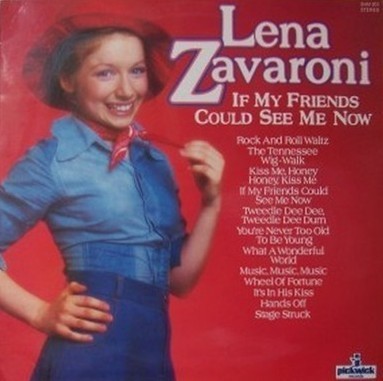 Lena
Zavaroni
IF MY FRIENDS
COULD SEE ME NOW
Rock And Roll Waltz
The Tennessee
Wig-Walk
Kiss Me, Honey
Honey, Kiss Me
If My Friends Could
See Me Now
Tweedle Dee Dee,
Tweedle Dee Dum
You're Never Too Old
To Be Young
What A Wonderful
World
Music, Music, Music
Wheel Of Fortune
It's In His Kiss
Hands Off
Stage Struck
pickwick